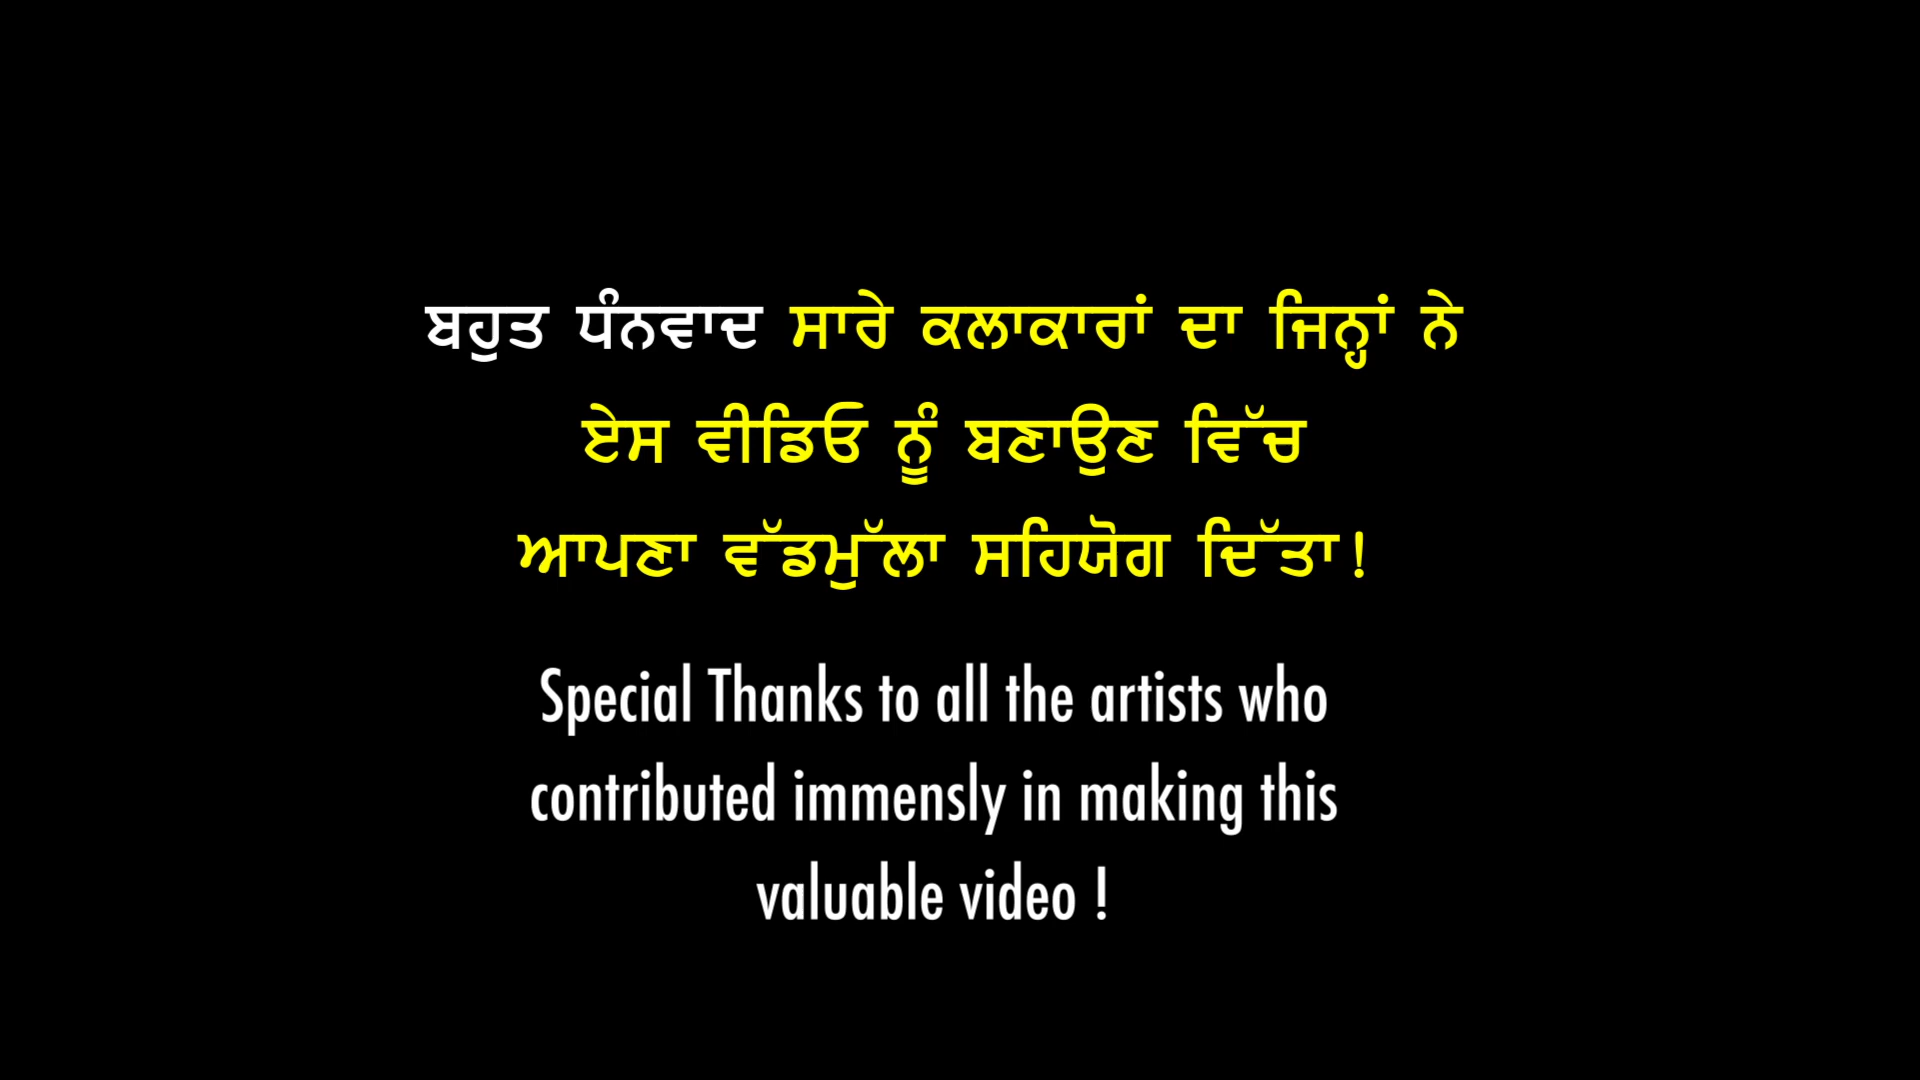 ਬਹੁਤ ਧੰਨਵਾਦ ਸਾਰੇ ਕਲਾਕਾਰਾਂ ਦਾ ਜਿਨ੍ਹਾਂ ਨੇ
ਏਸ ਵੀਡਿਓ ਨੂੰ ਬਣਾਉਣ ਵਿੱਚ
ਆਪਣਾ ਵੱਡਮੁੱਲਾ ਸਹਿਯੋਗ ਦਿੱਤਾ!
Special Thanks to all the artists who
contributed immensly in making this
valuable video !